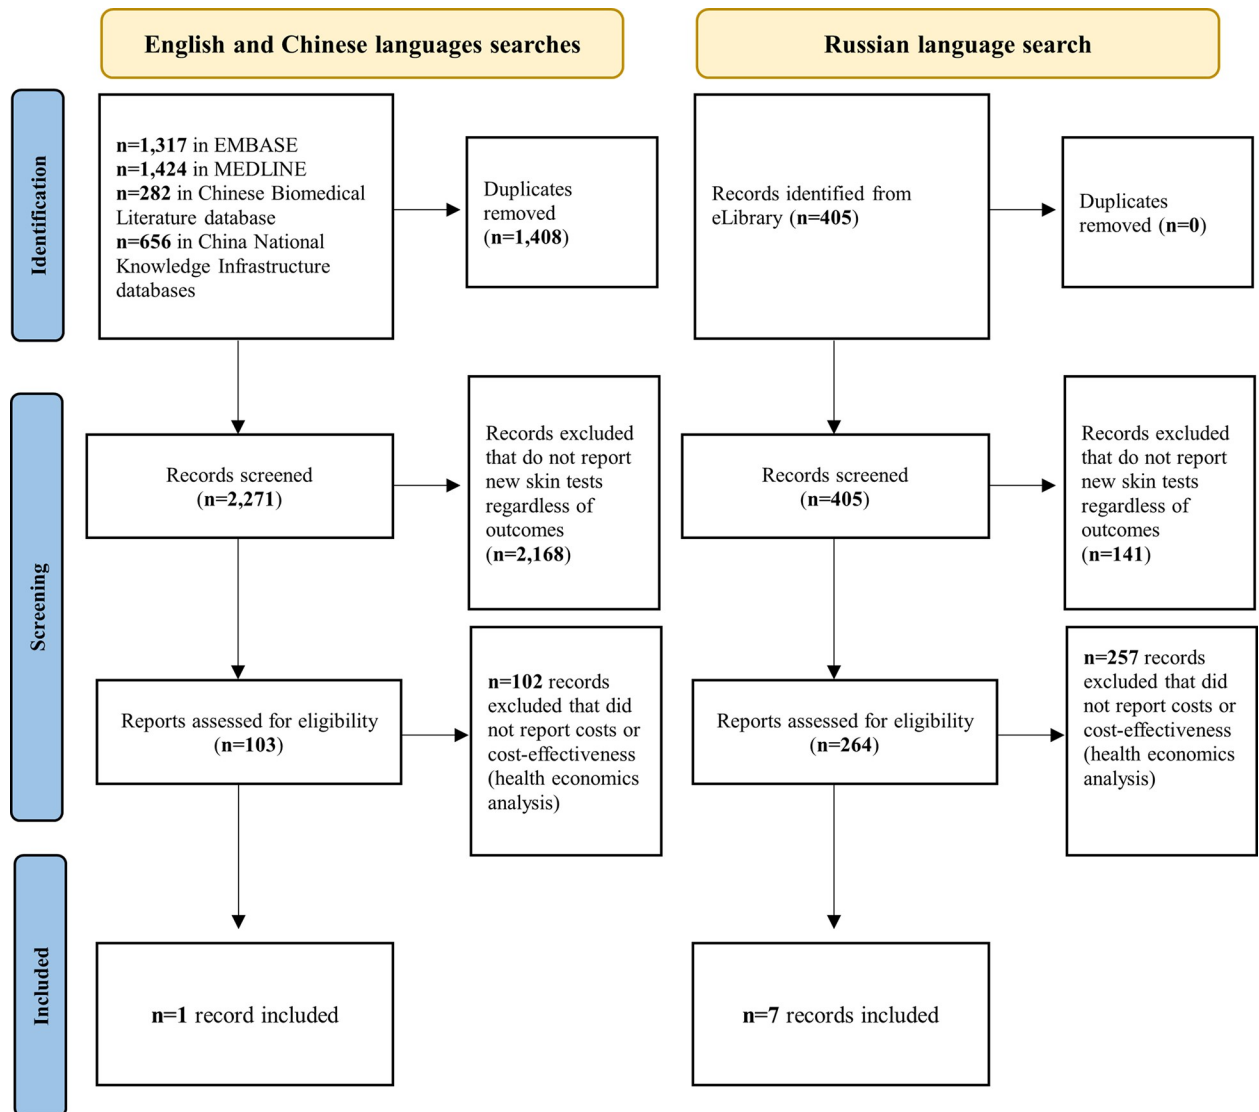 English and Chinese languages searches
Russian language search
Identification
n=1,317 in EMBASE
n=1,424 in MEDLINE
n=282 in Chinese Biomedical
Literature database
n=656 in China National
Knowledge Infrastructure
databases
Duplicates
removed
(n=1,408)
Records identified from
eLibrary (n=405)
Duplicates
removed (n=0)
Screening
Records screened
(n=2,271)
Records excluded
that do not report
new skin tests
regardless of
outcomes
(n=2,168)
Records screened
(n=405)
Records excluded
that do not report
new skin tests
regardless of
outcomes
(n=141)
Reports assessed for eligibility
(n=103)
n=102 records
excluded that did
not report costs or
cost-effectiveness
(health economics
analysis)
Reports assessed for eligibility
(n=264)
n=257 records
excluded that did
not report costs or
cost-effectiveness
(health economics
analysis)
Included
n=1 record included
n=7 records included